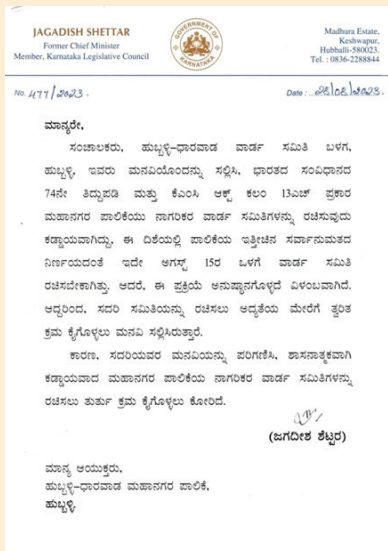 JAGADISH SHETTAR
Former Chief Minister
Member, Karnataka Legislative Council
GOVERNMENT OF KARNATAKA
Madhura Estate,
Keshwapur,
Hubballi-580023.
Tel. : 0836-2288844
No. 477/2023.
Date : 28/08/2023.
ಮಾನ್ಯರೇ,
ಸಂಚಾಲಕರು, ಹುಬ್ಬಳ್ಳಿ-ಧಾರವಾಡ ವಾರ್ಡ ಸಮಿತಿ ಬಳಗ,
ಹುಬ್ಬಳ್ಳಿ, ಇವರು ಮನವಿಯೊಂದನ್ನು ಸಲ್ಲಿಸಿ, ಭಾರತದ ಸಂವಿಧಾನದ
74ನೇ ತಿದ್ದುಪಡಿ ಮತ್ತು ಕೆಎಂಸಿ ಆಕ್ಟ್ ಕಲಂ 13ಎಚ್ ಪ್ರಕಾರ
ಮಹಾನಗರ ಪಾಲಿಕೆಯು ನಾಗರಿಕರ ವಾರ್ಡ ಸಮಿತಿಗಳನ್ನು ರಚಿಸುವುದು
ಕಡ್ಡಾಯವಾಗಿದ್ದು, ಈ ದಿಶೆಯಲ್ಲಿ ಪಾಲಿಕೆಯ ಇತ್ತೀಚಿನ ಸರ್ವಾನುಮತದ
ನಿರ್ಣಯದಂತೆ ಇದೇ ಅಗಸ್ಟ್ 15ರ ಒಳಗೆ ವಾರ್ಡ ಸಮಿತಿ
ರಚಿಸಬೇಕಾಗಿತ್ತು. ಆದರೆ, ಈ ಪ್ರಕ್ರಿಯೆ ಅನುಷ್ಠಾನಗೊಳ್ಳದೆ ವಿಳಂಬವಾಗಿದೆ.
ಆದ್ದರಿಂದ, ಸದರಿ ಸಮಿತಿಯನ್ನು ರಚಿಸಲು ಆದ್ಯತೆಯ ಮೇರೆಗೆ ತ್ವರಿತ
ಕ್ರಮ ಕೈಗೊಳ್ಳಲು ಮನವಿ ಸಲ್ಲಿಸಿರುತ್ತಾರೆ.
ಕಾರಣ, ಸದರಿಯವರ ಮನವಿಯನ್ನು ಪರಿಗಣಿಸಿ, ಶಾಸನಾತ್ಮಕವಾಗಿ
ಕಡ್ಡಾಯವಾದ ಮಹಾನಗರ ಪಾಲಿಕೆಯ ನಾಗರಿಕರ ವಾರ್ಡ ಸಮಿತಿಗಳನ್ನು
ರಚಿಸಲು ತುರ್ತು ಕ್ರಮ ಕೈಗೊಳ್ಳಲು ಕೋರಿದೆ.
(ಜಗದೀಶ ಶೆಟ್ಟರ)
ಮಾನ್ಯ ಆಯುಕ್ತರು,
ಹುಬ್ಬಳ್ಳಿ-ಧಾರವಾಡ ಮಹಾನಗರ ಪಾಲಿಕೆ,
ಹುಬ್ಬಳ್ಳಿ.